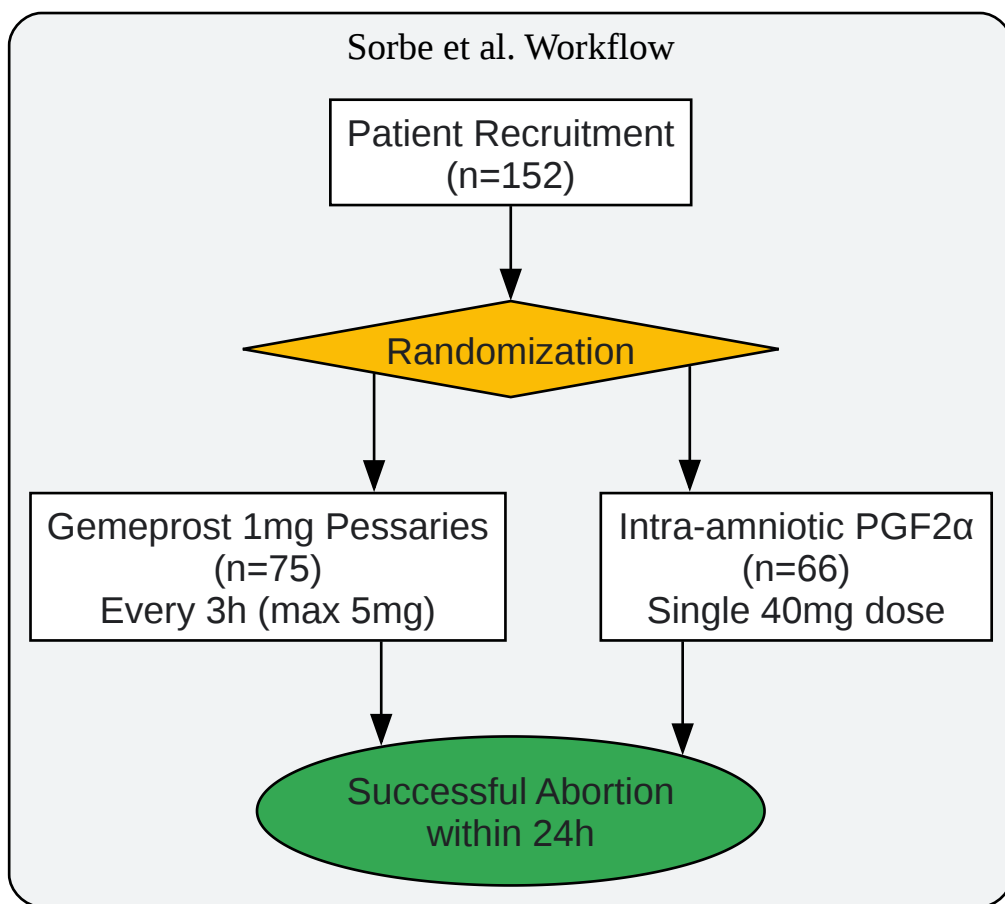 Sorbe et al. Workflow
Patient Recruitment
(n=152)
Randomization
Gemeprost 1mg Pessaries
(n=75)
Every 3h (max 5mg)
Intra-amniotic PGF2α
(n=66)
Single 40mg dose
Successful Abortion
within 24h